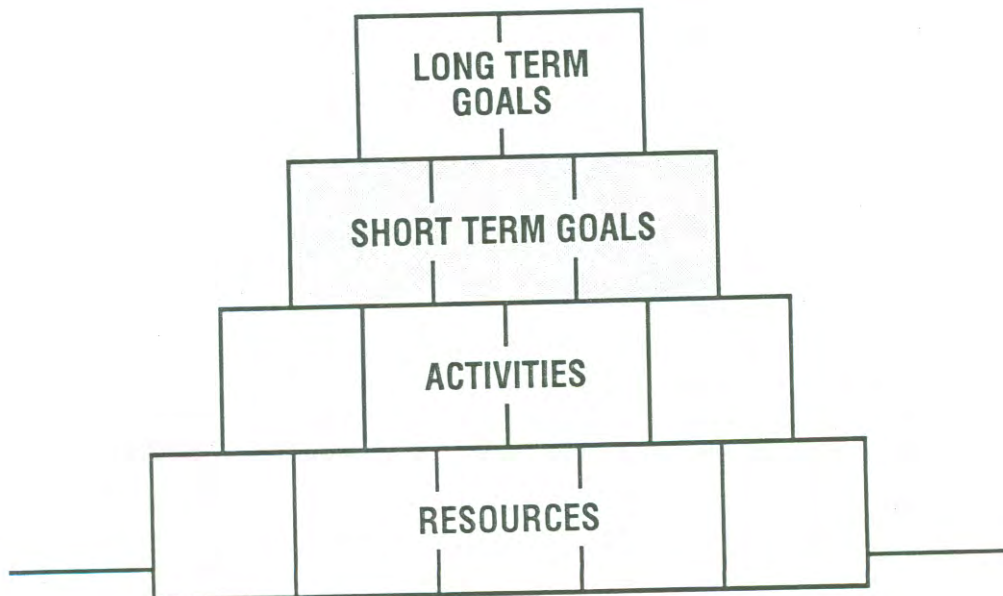 LONG TERM
GOALS
SHORT TERM GOALS
ACTIVITIES
RESOURCES